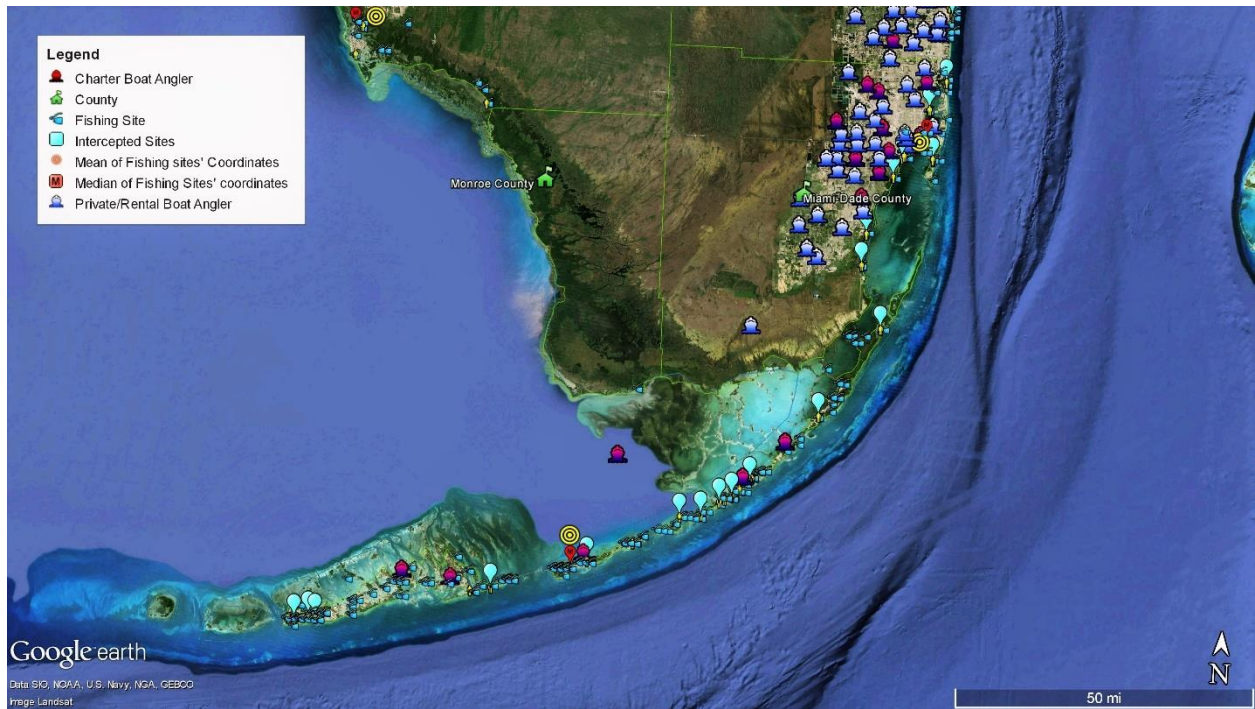 Legend
Charter Boat Angler
County
Fishing Site
Intercepted Sites
Mean of Fishing sites' Coordinates
M Median of Fishing Sites' coordinates
Private/Rental Boat Angler
Monroe County
Miami-Dade County
Google earth
Data SIO, NOAA, U.S. Navy, NGA, GEBCO
Image Landsat
N
50 mi